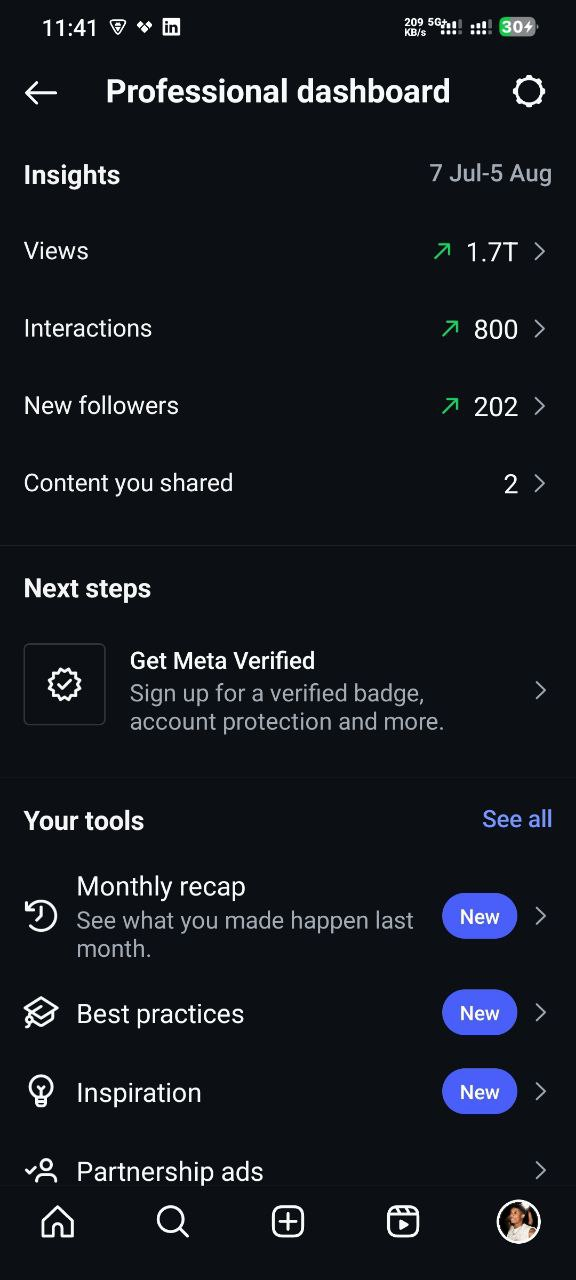 11:41
209 KB/s 5G+ 30
Professional dashboard
Insights
7 Jul-5 Aug
Views
1.7T
Interactions
800
New followers
202
Content you shared
2
Next steps
Get Meta Verified
Sign up for a verified badge,
account protection and more.
Your tools
See all
Monthly recap
See what you made happen last
month.
New
Best practices
New
Inspiration
New
Partnership ads